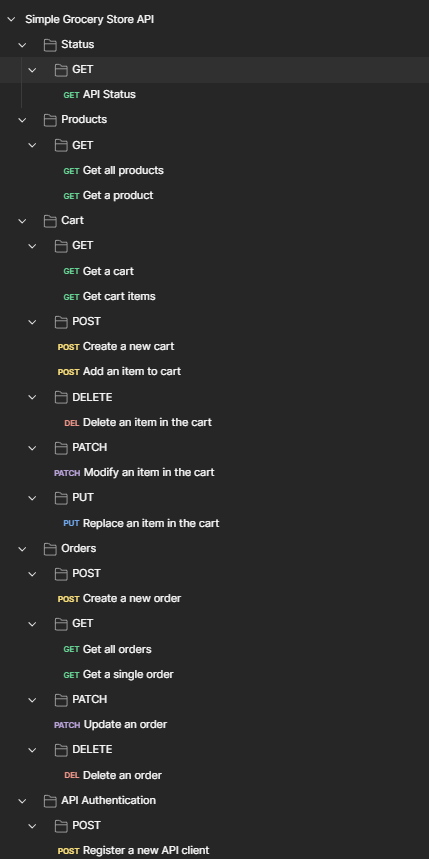 Simple Grocery Store API
Status
GET
GET API Status
Products
GET
GET Get all products
GET Get a product
Cart
GET
GET Get a cart
GET Get cart items
POST
POST Create a new cart
POST Add an item to cart
DELETE
DEL Delete an item in the cart
PATCH
PATCH Modify an item in the cart
PUT
PUT Replace an item in the cart
Orders
POST
POST Create a new order
GET
GET Get all orders
GET Get a single order
PATCH
PATCH Update an order
DELETE
DEL Delete an order
API Authentication
POST
POST Register a new API client